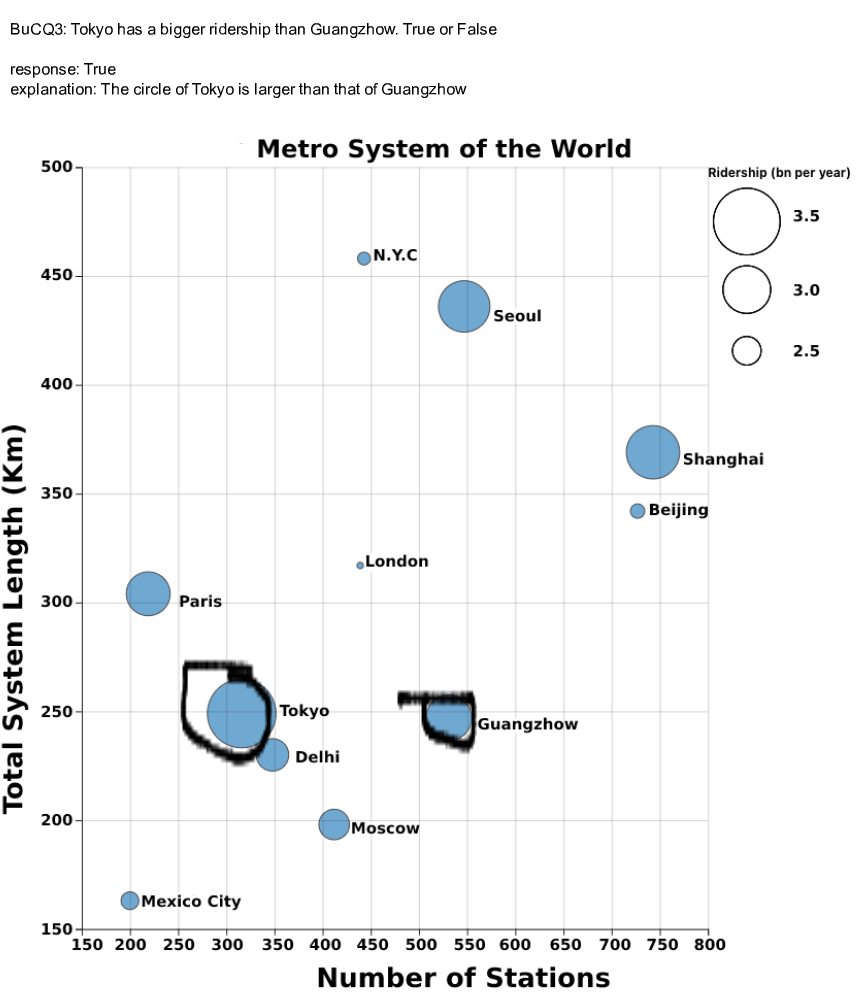 BuCQ3: Tokyo has a bigger ridership than Guangzhow. True or False
response: True
explanation: The circle of Tokyo is larger than that of Guangzhow
Metro System of the World
Ridership (bn per year)
3.5
3.0
2.5
Total System Length (Km)
500
450
400
350
300
250
200
150
N.Y.C
Seoul
Shanghai
Beijing
London
Paris
Tokyo
Guangzhow
Delhi
Moscow
Mexico City
150 200 250 300 350 400 450 500 550 600 650 700 750 800
Number of Stations